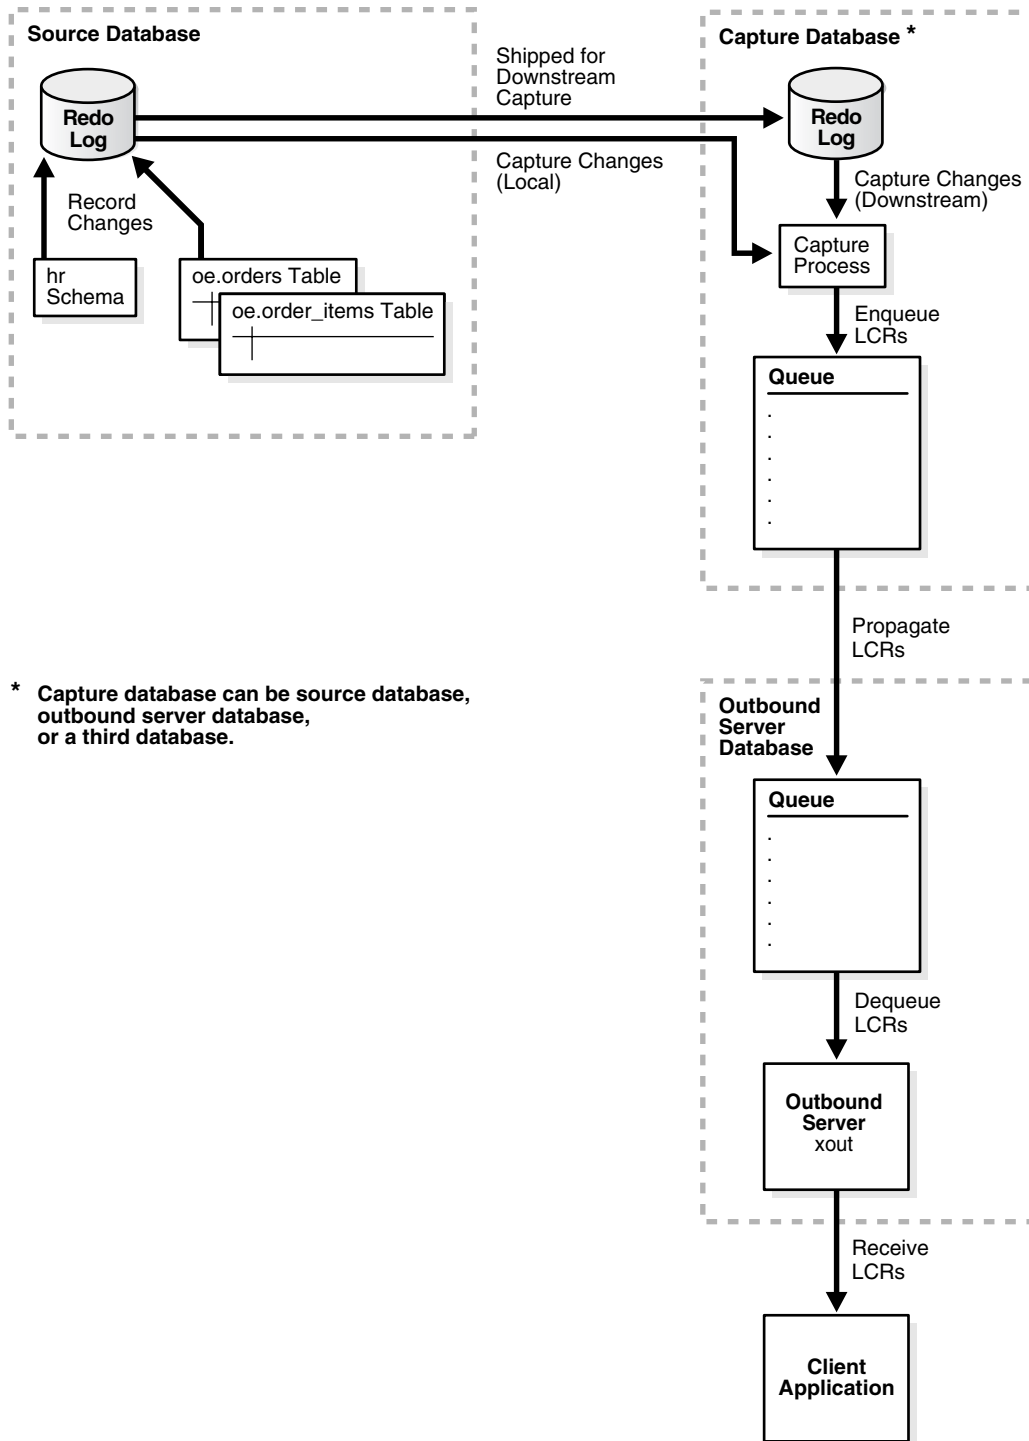 Source Database
Redo
Log
Record
Changes
hr
Schema
oe.orders Table
oe.order_items Table
Shipped for
Downstream
Capture
Capture Changes
(Local)
Capture Database *
Redo
Log
Capture Changes
(Downstream)
Capture
Process
Enqueue
LCRs
Queue
.
.
.
.
.
.
Propagate
LCRs
* Capture database can be source database,
outbound server database,
or a third database.
Outbound
Server
Database
Queue
.
.
.
.
.
.
Dequeue
LCRs
Outbound
Server
xout
Receive
LCRs
Client
Application